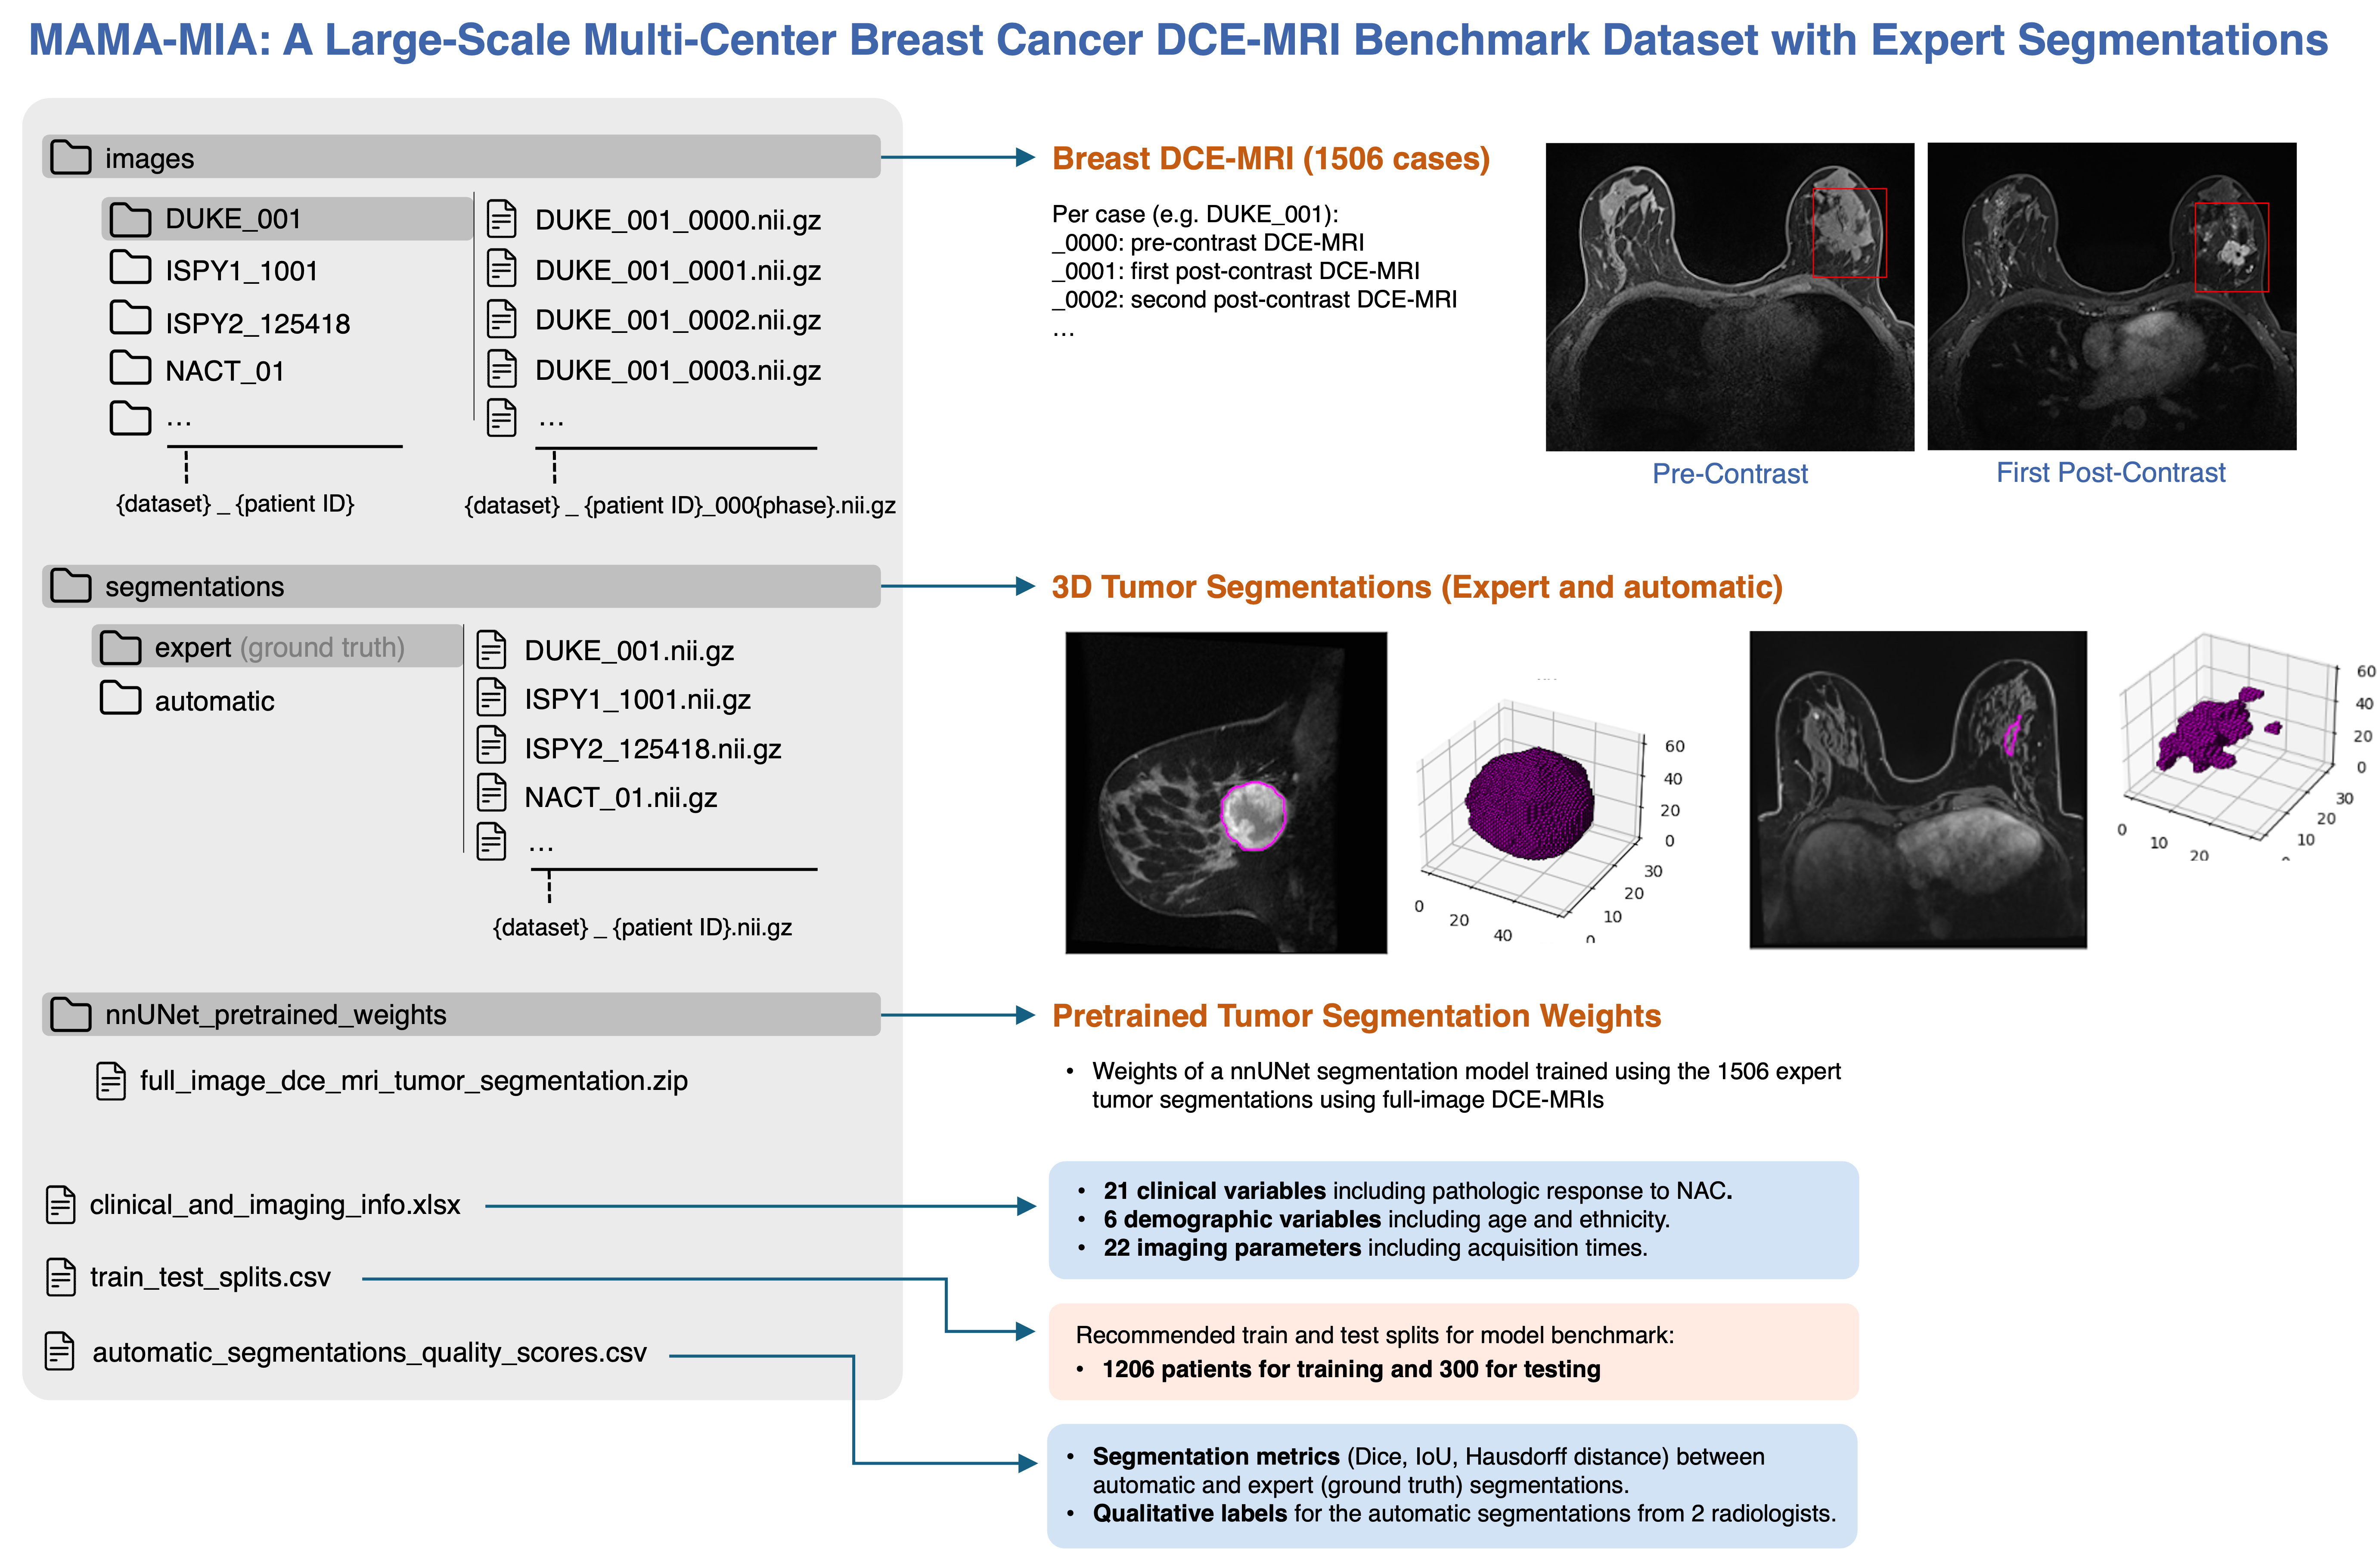 MAMA-MIA: A Large-Scale Multi-Center Breast Cancer DCE-MRI Benchmark Dataset with Expert Segmentations
images
DUKE_001
ISPY1_1001
ISPY2_125418
NACT_01
...
{dataset} _ {patient ID}
DUKE_001_0000.nii.gz
DUKE_001_0001.nii.gz
DUKE_001_0002.nii.gz
DUKE_001_0003.nii.gz
...
{dataset} _ {patient ID}_000{phase}.nii.gz
Breast DCE-MRI (1506 cases)
Per case (e.g. DUKE_001):
_0000: pre-contrast DCE-MRI
_0001: first post-contrast DCE-MRI
_0002: second post-contrast DCE-MRI
...
Pre-Contrast
First Post-Contrast
segmentations
expert (ground truth)
automatic
DUKE_001.nii.gz
ISPY1_1001.nii.gz
ISPY2_125418.nii.gz
NACT_01.nii.gz
...
{dataset} _ {patient ID}.nii.gz
3D Tumor Segmentations (Expert and automatic)
60
40
20
0
30
20
10
0
0
20
40
60
40
20
0
30
20
10
0
10
20
nnUNet_pretrained_weights
full_image_dce_mri_tumor_segmentation.zip
Pretrained Tumor Segmentation Weights
• Weights of a nnUNet segmentation model trained using the 1506 expert
tumor segmentations using full-image DCE-MRIs
clinical_and_imaging_info.xlsx
• 21 clinical variables including pathologic response to NAC.
• 6 demographic variables including age and ethnicity.
• 22 imaging parameters including acquisition times.
train_test_splits.csv
Recommended train and test splits for model benchmark:
• 1206 patients for training and 300 for testing
automatic_segmentations_quality_scores.csv
• Segmentation metrics (Dice, IoU, Hausdorff distance) between
automatic and expert (ground truth) segmentations.
• Qualitative labels for the automatic segmentations from 2 radiologists.